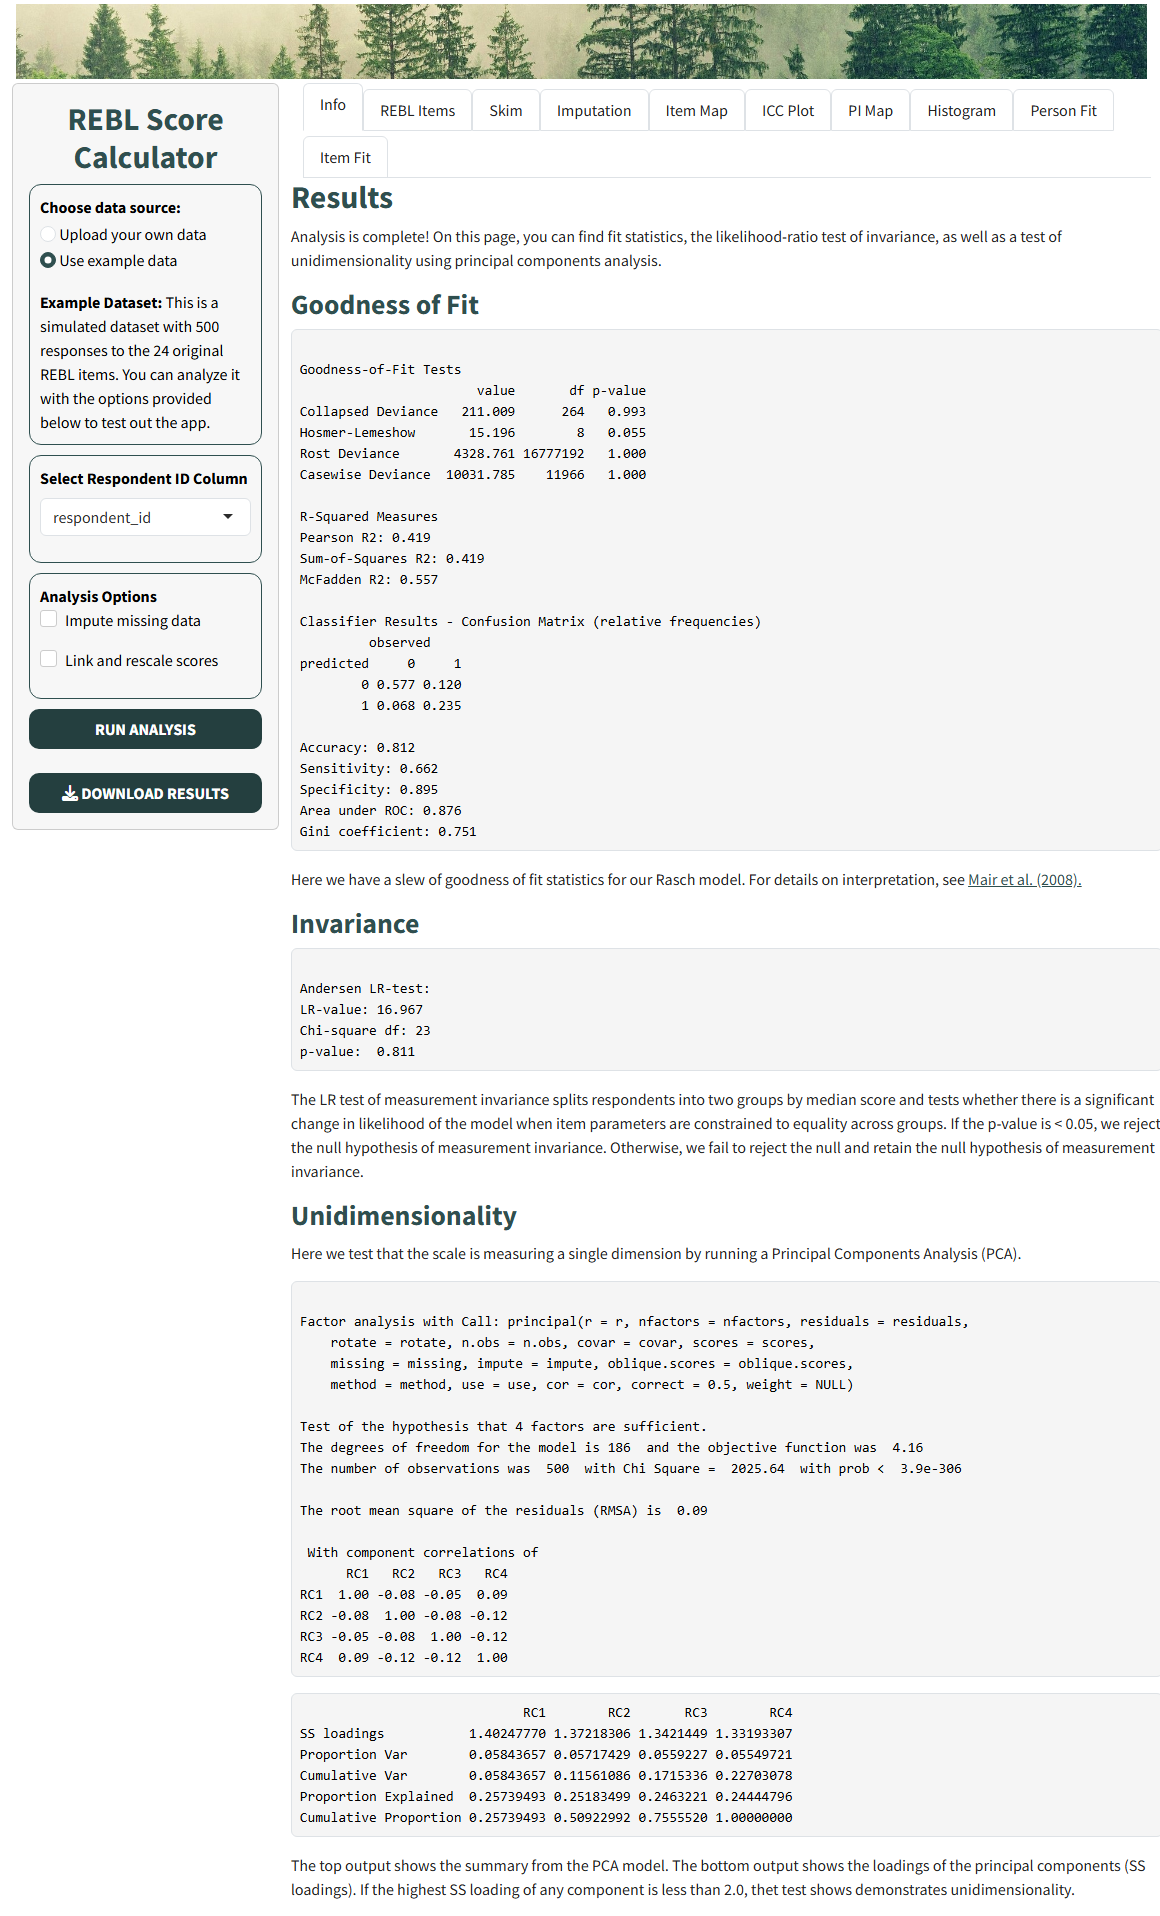 REBL Score
Calculator
Choose data source:
Upload your own data
Use example data
Example Dataset: This is a
simulated dataset with 500
responses to the 24 original
REBL items. You can analyze it
with the options provided
below to test out the app.
Select Respondent ID Column
respondent_id
Analysis Options
Impute missing data
Link and rescale scores
RUN ANALYSIS
DOWNLOAD RESULTS
Info REBL Items Skim Imputation Item Map ICC Plot PI Map Histogram Person Fit
Item Fit
Results
Analysis is complete! On this page, you can find fit statistics, the likelihood-ratio test of invariance, as well as a test of
unidimensionality using principal components analysis.
Goodness of Fit
Goodness-of-Fit Tests
value df p-value
Collapsed Deviance 211.009 264 0.993
Hosmer-Lemeshow 15.196 8 0.055
Rost Deviance 4328.761 16777192 1.000
Casewise Deviance 10031.785 11966 1.000
R-Squared Measures
Pearson R2: 0.419
Sum-of-Squares R2: 0.419
McFadden R2: 0.557
Classifier Results - Confusion Matrix (relative frequencies)
observed
predicted 0 1
0 0.577 0.120
1 0.068 0.235
Accuracy: 0.812
Sensitivity: 0.662
Specificity: 0.895
Area under ROC: 0.876
Gini coefficient: 0.751
Here we have a slew of goodness of fit statistics for our Rasch model. For details on interpretation, see Mair et al. (2008).
Invariance
Andersen LR-test:
LR-value: 16.967
Chi-square df: 23
p-value: 0.811
The LR test of measurement invariance splits respondents into two groups by median score and tests whether there is a significant
change in likelihood of the model when item parameters are constrained to equality across groups. If the p-value is < 0.05, we reject
the null hypothesis of measurement invariance. Otherwise, we fail to reject the null and retain the null hypothesis of measurement
invariance.
Unidimensionality
Here we test that the scale is measuring a single dimension by running a Principal Components Analysis (PCA).
Factor analysis with Call: principal(r = r, nfactors = nfactors, residuals = residuals,
rotate = rotate, n.obs = n.obs, covar = covar, scores = scores,
missing = missing, impute = impute, oblique.scores = oblique.scores,
method = method, use = use, cor = cor, correct = 0.5, weight = NULL)
Test of the hypothesis that 4 factors are sufficient.
The degrees of freedom for the model is 186 and the objective function was 4.16
The number of observations was 500 with Chi Square = 2025.64 with prob < 3.9e-306
The root mean square of the residuals (RMSA) is 0.09
With component correlations of
RC1 RC2 RC3 RC4
RC1 1.00 -0.08 -0.05 0.09
RC2 -0.08 1.00 -0.08 -0.12
RC3 -0.05 -0.08 1.00 -0.12
RC4 0.09 -0.12 -0.12 1.00
RC1 RC2 RC3 RC4
SS loadings 1.40247770 1.37218306 1.3421449 1.33193307
Proportion Var 0.05843657 0.05717429 0.0559227 0.05549721
Cumulative Var 0.05843657 0.11561086 0.1715336 0.22703078
Proportion Explained 0.25739493 0.25183499 0.2463221 0.24444796
Cumulative Proportion 0.25739493 0.50922992 0.7555520 1.00000000
The top output shows the summary from the PCA model. The bottom output shows the loadings of the principal components (SS
loadings). If the highest SS loading of any component is less than 2.0, thet test shows demonstrates unidimensionality.